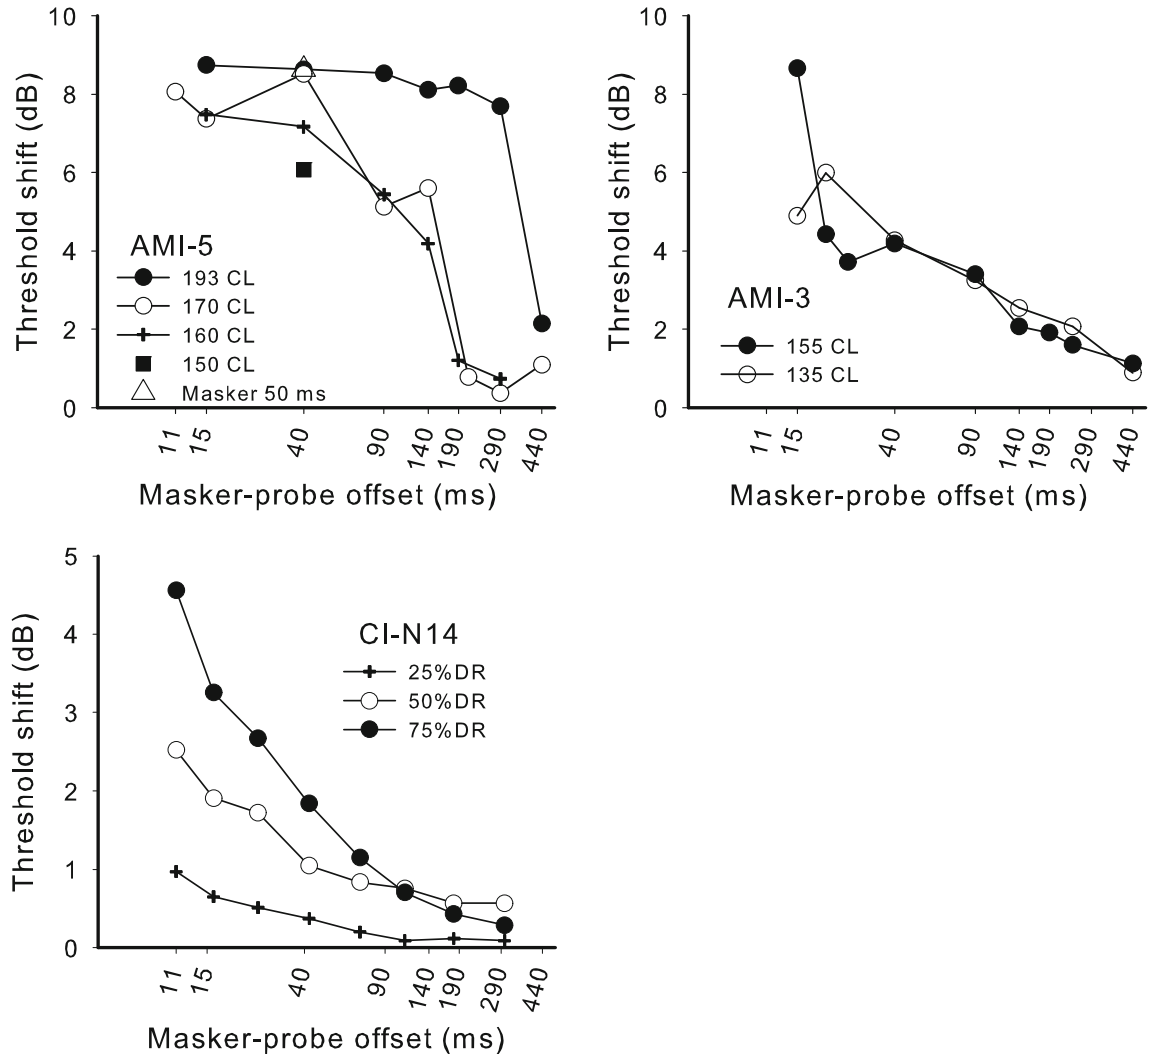 10
8
6
4
2
0
Threshold shift (dB)
AMI-5
193 CL
170 CL
160 CL
150 CL
Masker 50 ms
11 15 40 90 140 190 290 440
Masker-probe offset (ms)
10
8
6
4
2
0
Threshold shift (dB)
AMI-3
155 CL
135 CL
11 15 40 90 140 190 290 440
Masker-probe offset (ms)
5
4
3
2
1
0
Threshold shift (dB)
CI-N14
25%DR
50%DR
75%DR
11 15 40 90 140 190 290 440
Masker-probe offset (ms)